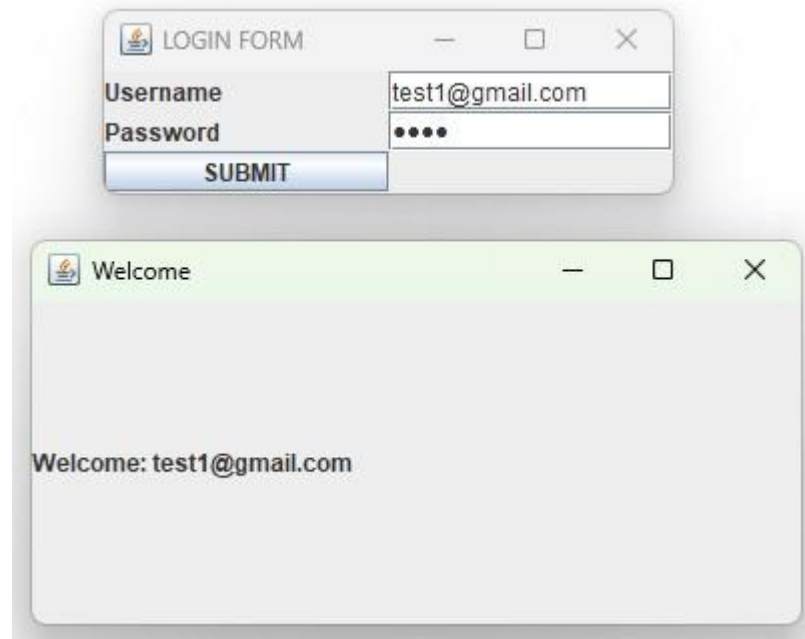 LOGIN FORM
Username test1@gmail.com
Password ••••
SUBMIT
Welcome
Welcome: test1@gmail.com